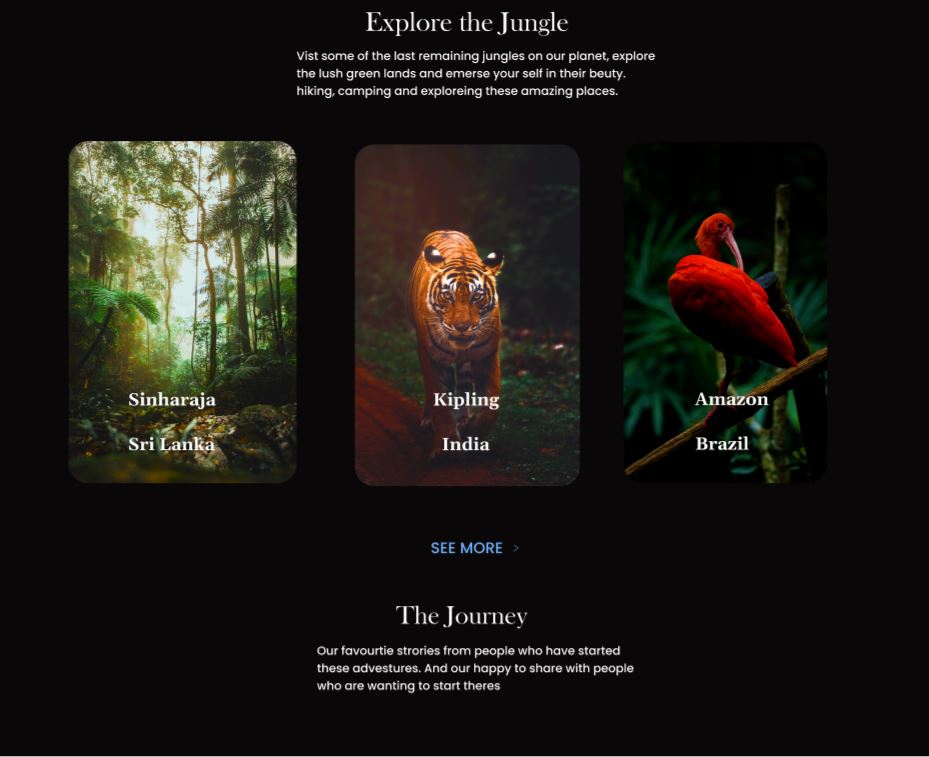 Explore the Jungle
Vist some of the last remaining jungles on our planet, explore
the lush green lands and emerse your self in their beuty.
hiking, camping and exploreing these amazing places.
Sinharaja
Sri Lanka
Kipling
India
Amazon
Brazil
SEE MORE >
The Journey
Our favourtie strories from people who have started
these advestures. And our happy to share with people
who are wanting to start theres